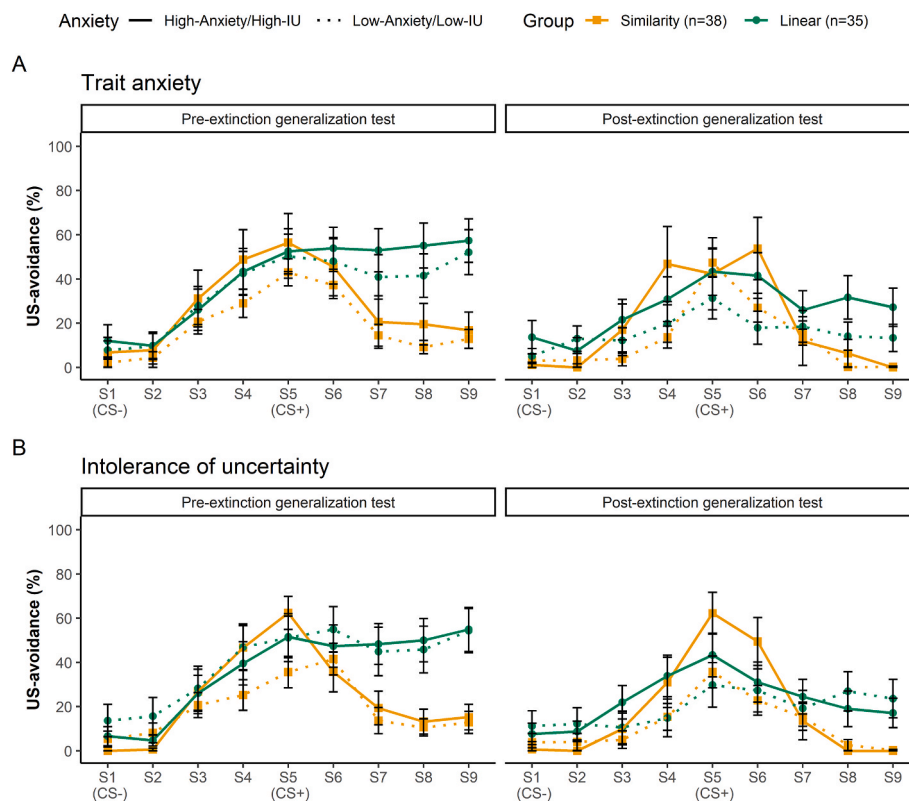 Anxiety High-Anxiety/High-IU Low-Anxiety/Low-IU Group Similarity (n=38) Linear (n=35)
A
Trait anxiety
Pre-extinction generalization test Post-extinction generalization test
US-avoidance (%)
100
80
60
40
20
0
S1 S2 S3 S4 S5 S6 S7 S8 S9 S1 S2 S3 S4 S5 S6 S7 S8 S9
(CS-) (CS+) (CS-) (CS+)
B
Intolerance of uncertainty
Pre-extinction generalization test Post-extinction generalization test
US-avoidance (%)
100
80
60
40
20
0
S1 S2 S3 S4 S5 S6 S7 S8 S9 S1 S2 S3 S4 S5 S6 S7 S8 S9
(CS-) (CS+) (CS-) (CS+)